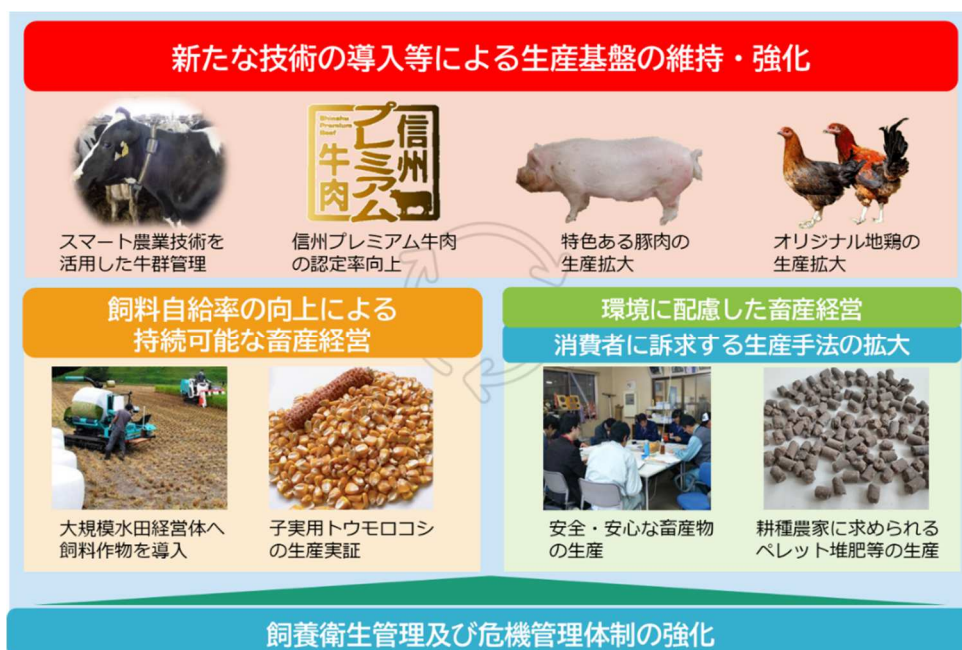 新たな技術の導入等による生産基盤の維持・強化
Shinshu
Premium
Beef
信州
プレミアム
牛肉
スマート農業技術を
活用した牛群管理
信州プレミアム牛肉
の認定率向上
特色ある豚肉の
生産拡大
オリジナル地鶏の
生産拡大
飼料自給率の向上による
持続可能な畜産経営
環境に配慮した畜産経営
消費者に訴求する生産手法の拡大
大規模水田経営体へ
飼料作物を導入
子実用トウモロコシ
の生産実証
安全・安心な畜産物
の生産
耕種農家に求められる
ペレット堆肥等の生産
飼養衛生管理及び危機管理体制の強化